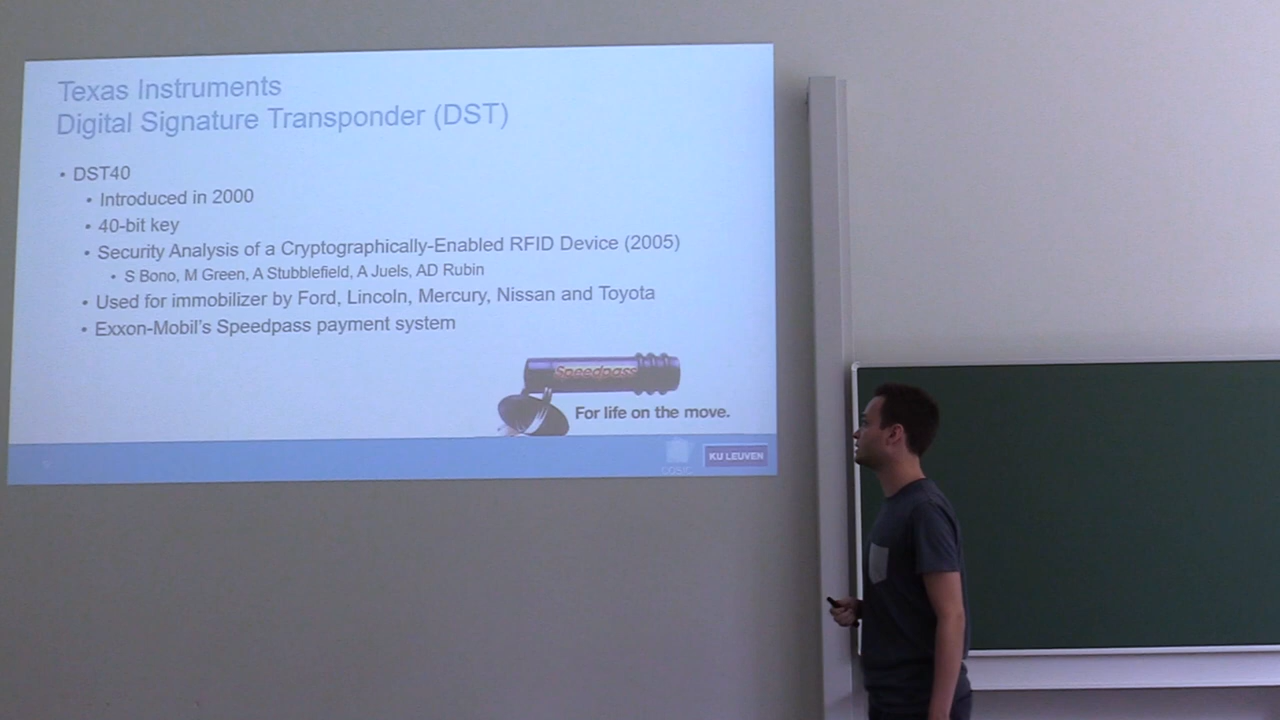 Texas Instruments
Digital Signature Transponder (DST)
• DST40
• Introduced in 2000
• 40-bit key
• Security Analysis of a Cryptographically-Enabled RFID Device (2005)
• S Bono, M Green, A Stubblefield, A Juels, AD Rubin
• Used for immobilizer by Ford, Lincoln, Mercury, Nissan and Toyota
• Exxon-Mobil's Speedpass payment system
Speedpass
For life on the move.
COSIC
KU LEUVEN